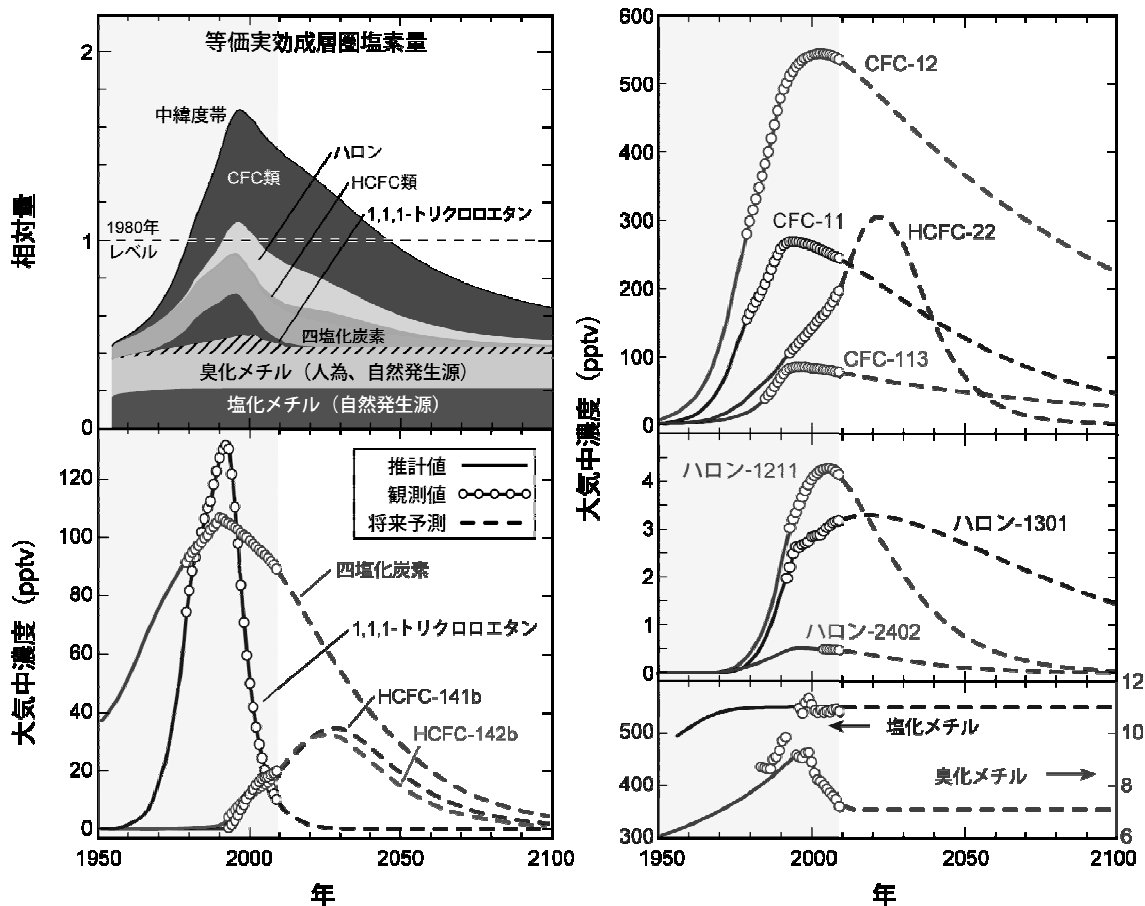 等価実効成層圏塩素量
2
1
0
相対量
中緯度帯
CFC類
ハロン
HCFC類
1,1,1-トリクロロエタン
1980年
レベル
四塩化炭素
臭化メチル（人為、自然発生源）
塩化メチル（自然発生源）
120
100
80
60
40
20
0
大気中濃度（pptv）
推計値
観測値
将来予測
四塩化炭素
1,1,1-トリクロロエタン
HCFC-141b
HCFC-142b
1950
2000
2050
2100
年
600
500
400
300
200
100
0
大気中濃度（pptv）
CFC-12
CFC-11
HCFC-22
CFC-113
4
3
2
1
0
ハロン-1211
ハロン-1301
ハロン-2402
500
400
300
12
10
8
6
塩化メチル
臭化メチル
1950
2000
2050
2100
年